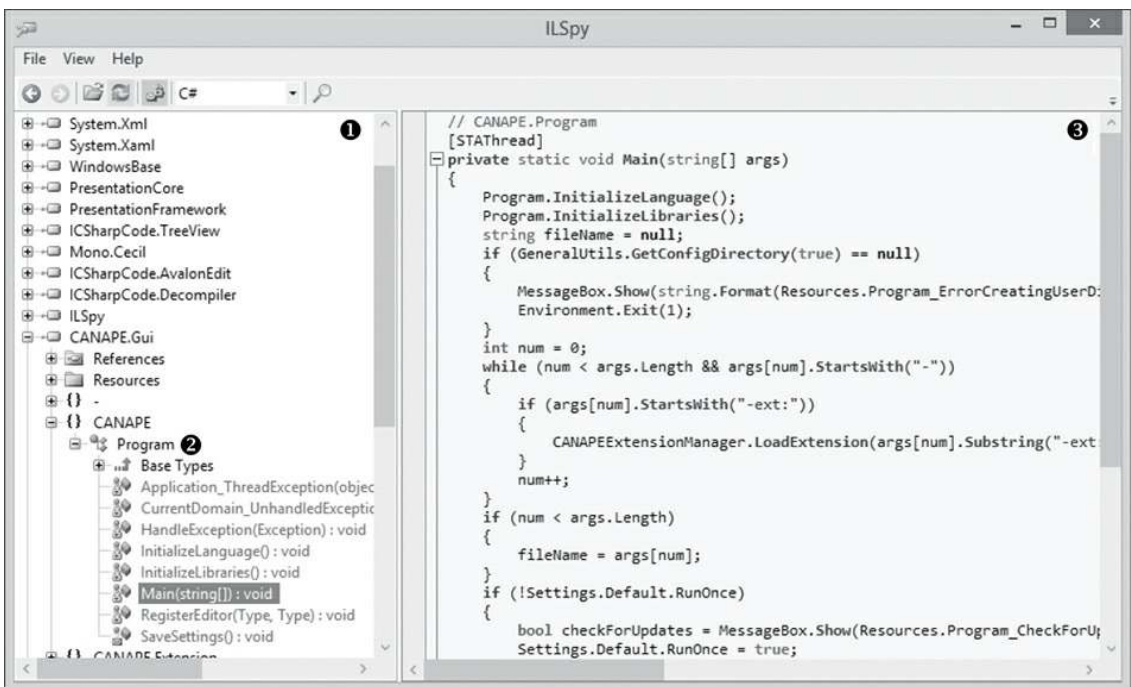 ILSpy
File View Help
C#
System.Xml ❶
System.Xaml
WindowsBase
PresentationCore
PresentationFramework
ICSharpCode.TreeView
Mono.Cecil
ICSharpCode.AvalonEdit
ICSharpCode.Decompiler
ILSpy
CANAPE.Gui
References
Resources
{} -
{} CANAPE
Program ❷
Base Types
Application_ThreadException(objec
CurrentDomain_UnhandledExceptic
HandleException(Exception) : void
InitializeLanguage() : void
InitializeLibraries() : void
Main(string[]) : void
RegisterEditor(Type, Type) : void
SaveSettings() : void
{} CANAPE.Extension
❸
// CANAPE.Program
[STAThread]
private static void Main(string[] args)
{
Program.InitializeLanguage();
Program.InitializeLibraries();
string fileName = null;
if (GeneralUtils.GetConfigDirectory(true) == null)
{
MessageBox.Show(string.Format(Resources.Program_ErrorCreatingUserDi
Environment.Exit(1);
}
int num = 0;
while (num < args.Length && args[num].StartsWith("-"))
{
if (args[num].StartsWith("-ext:"))
{
CANAPEExtensionManager.LoadExtension(args[num].Substring("-ext:
}
num++;
}
if (num < args.Length)
{
fileName = args[num];
}
if (!Settings.Default.RunOnce)
{
bool checkForUpdates = MessageBox.Show(Resources.Program_CheckForUp
Settings.Default.RunOnce = true;